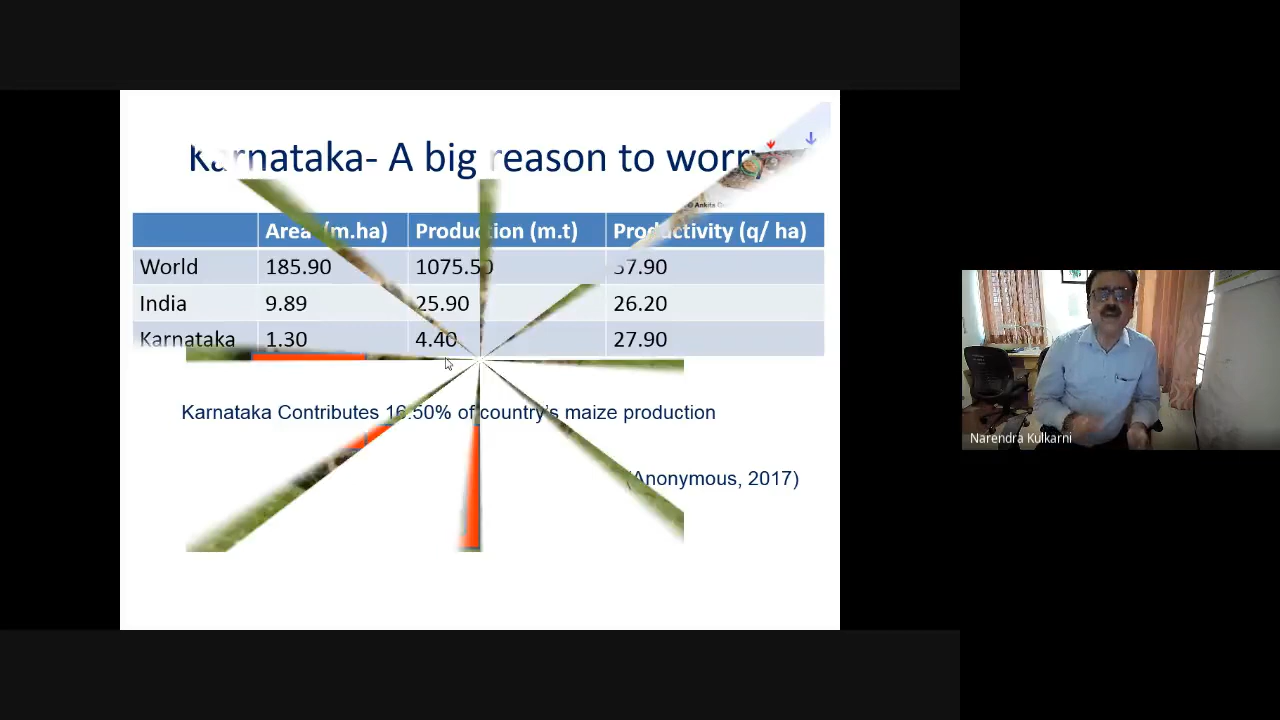 Karnataka- A big reason to worry
© Ankita
Area (m.ha) Production (m.t) Productivity (q/ ha)
World 185.90 1075.50 57.90
India 9.89 25.90 26.20
Karnataka 1.30 4.40 27.90
Karnataka Contributes 16.50% of country's maize production
(Anonymous, 2017)
Narendra Kulkarni